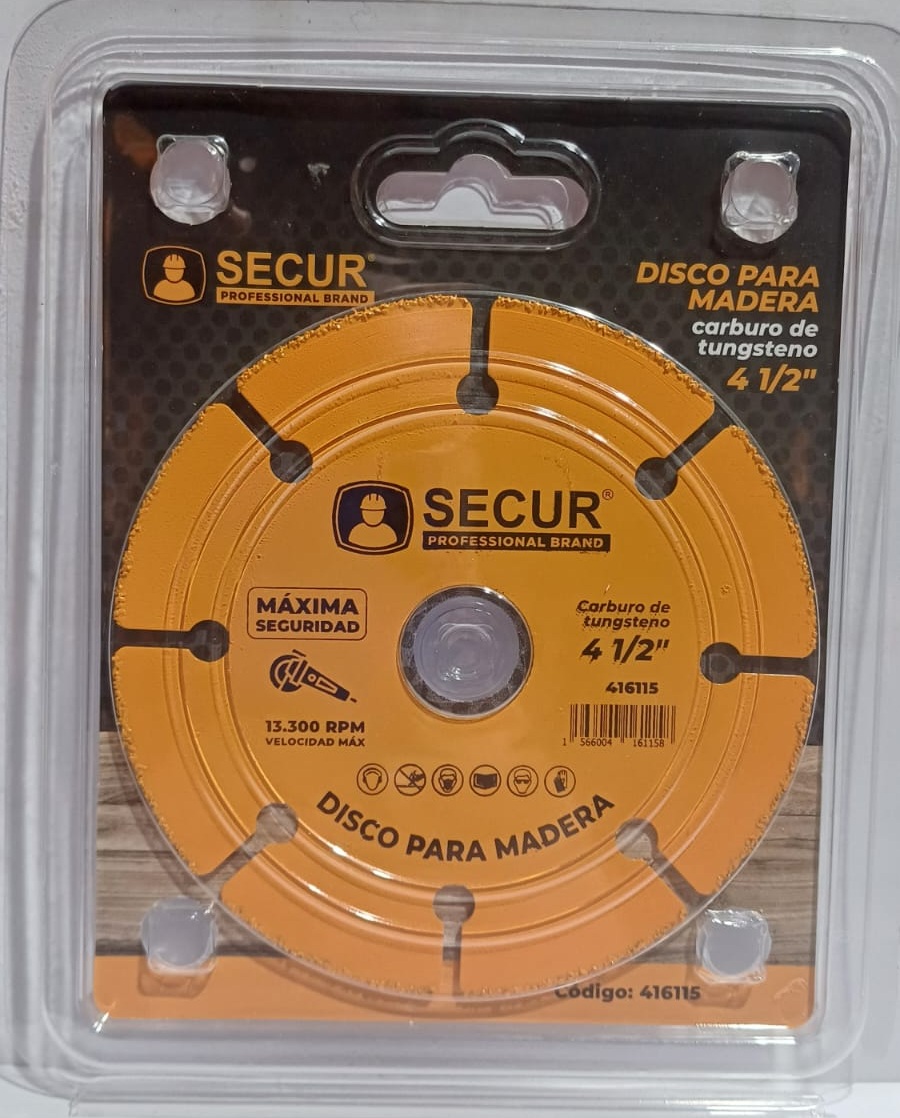 SECUR®
PROFESSIONAL BRAND
DISCO PARA
MADERA
carburo de
tungsteno
4 1/2"
SECUR®
PROFESSIONAL BRAND
MÁXIMA
SEGURIDAD
13.300 RPM
VELOCIDAD MÁX
Carburo de
tungsteno
4 1/2"
416115
1 566004 161158
DISCO PARA MADERA
Código: 416115